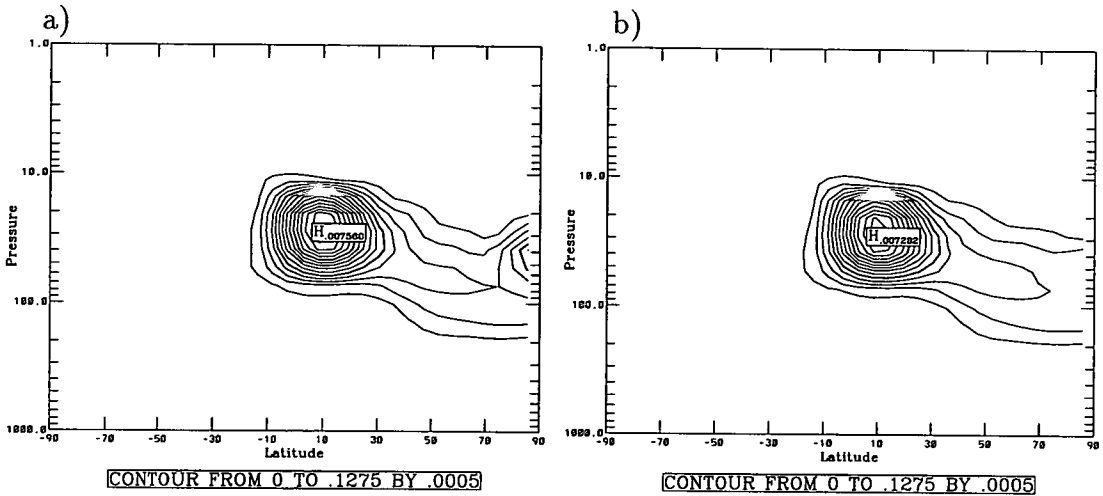 a)
1.0
10.0
100.0
1000.0
Pressure
H .007560
-90 -70 -50 -30 -10 10 30 50 70 90
Latitude
CONTOUR FROM 0 TO .1275 BY .0005
b)
1.0
10.0
100.0
1000.0
Pressure
H .007282
-90 -70 -50 -30 -10 10 30 50 70 90
Latitude
CONTOUR FROM 0 TO .1275 BY .0005